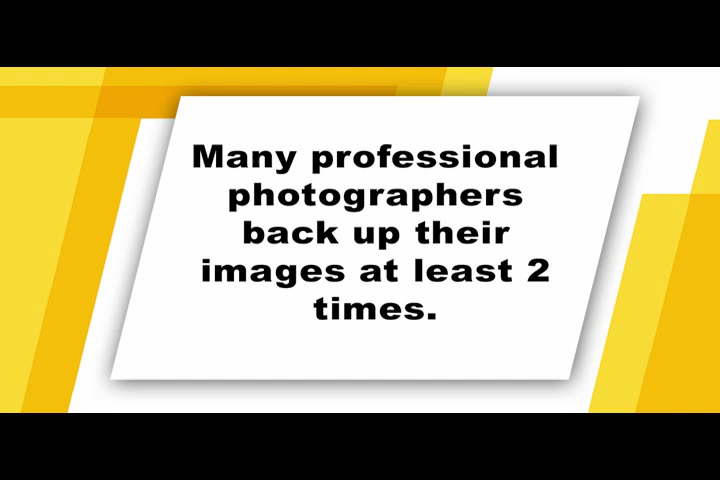 Many professional
photographers
back up their
images at least 2
times.